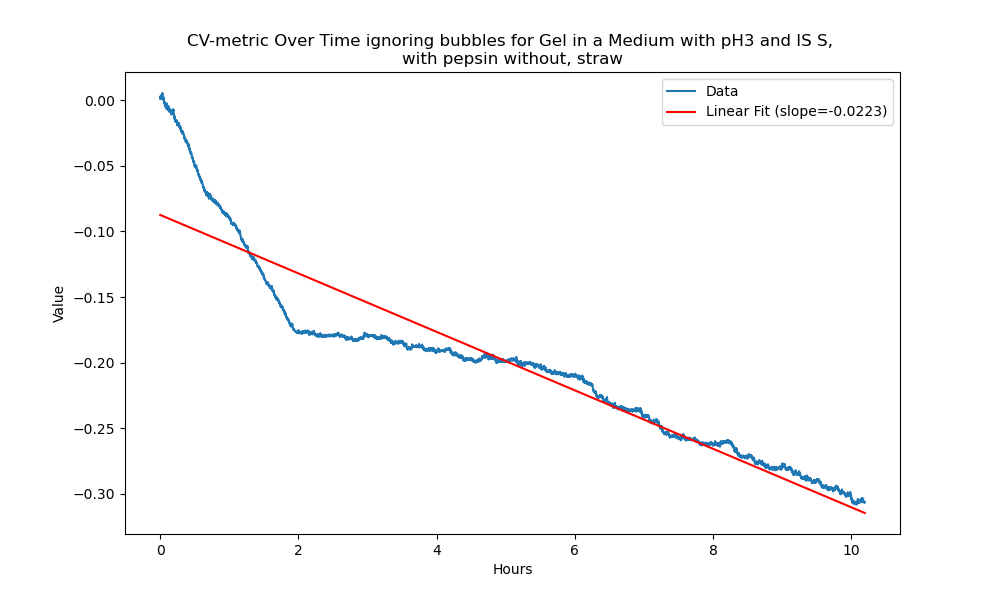 CV-metric Over Time ignoring bubbles for Gel in a Medium with pH3 and IS S,
with pepsin without, straw
Data
Linear Fit (slope=-0.0223)
0.00
−0.05
−0.10
−0.15
−0.20
−0.25
−0.30
Value
0
2
4
6
8
10
Hours